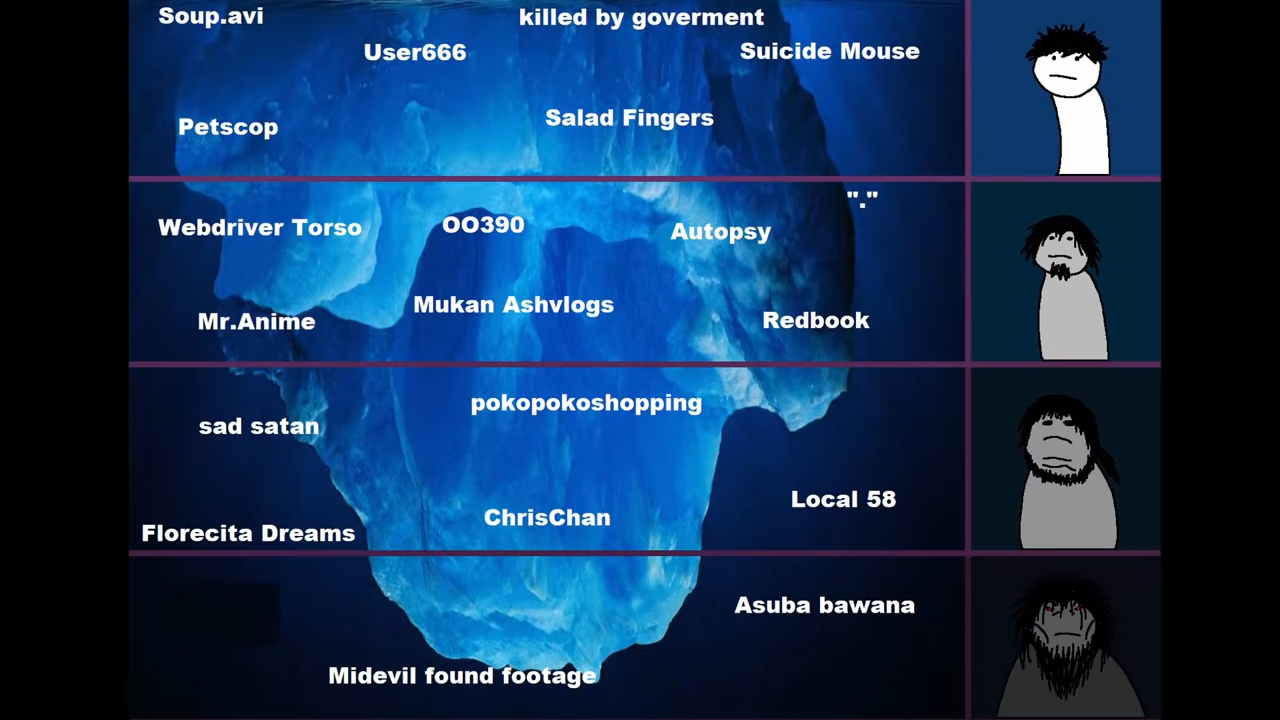 Soup.avi
killed by goverment
User666
Suicide Mouse
Salad Fingers
Petscop
"."
Webdriver Torso
OO390
Autopsy
Mukan Ashvlogs
Mr.Anime
Redbook
pokopokoshopping
sad satan
Local 58
ChrisChan
Florecita Dreams
Asuba bawana
Midevil found footage